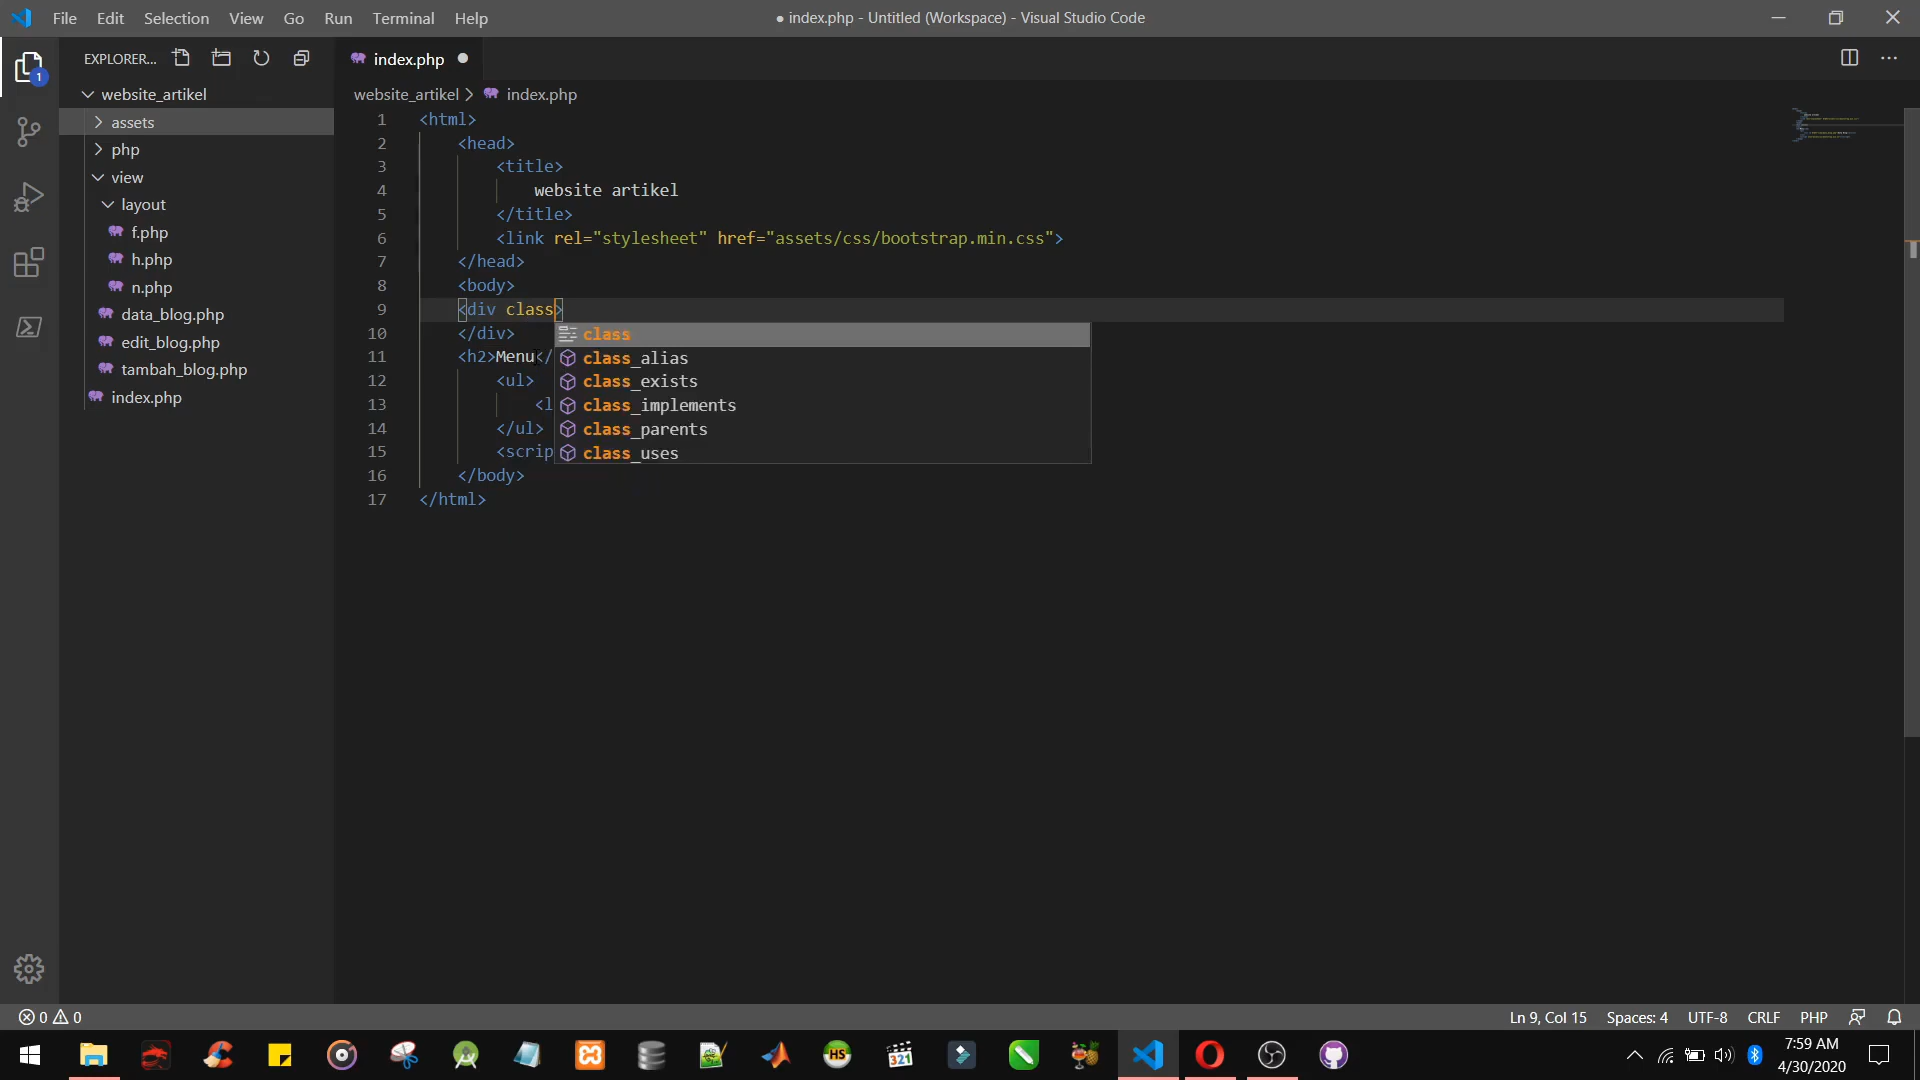 File Edit Selection View Go Run Terminal Help
● index.php - Untitled (Workspace) - Visual Studio Code
EXPLORER...
1
website_artikel
assets
php
view
layout
f.php
h.php
n.php
data_blog.php
edit_blog.php
tambah_blog.php
index.php
index.php
website_artikel > index.php
1 <html>
2 <head>
3 <title>
4 website artikel
5 </title>
6 <link rel="stylesheet" href="assets/css/bootstrap.min.css">
7 </head>
8 <body>
9 <div class>
10 </div>
11 <h2>Menu</
12 <ul>
13 <l
14 </ul>
15 <scrip
16 </body>
17 </html>
class
class_alias
class_exists
class_implements
class_parents
class_uses
0 0
Ln 9, Col 15 Spaces: 4 UTF-8 CRLF PHP
HS
321
7:59 AM
4/30/2020